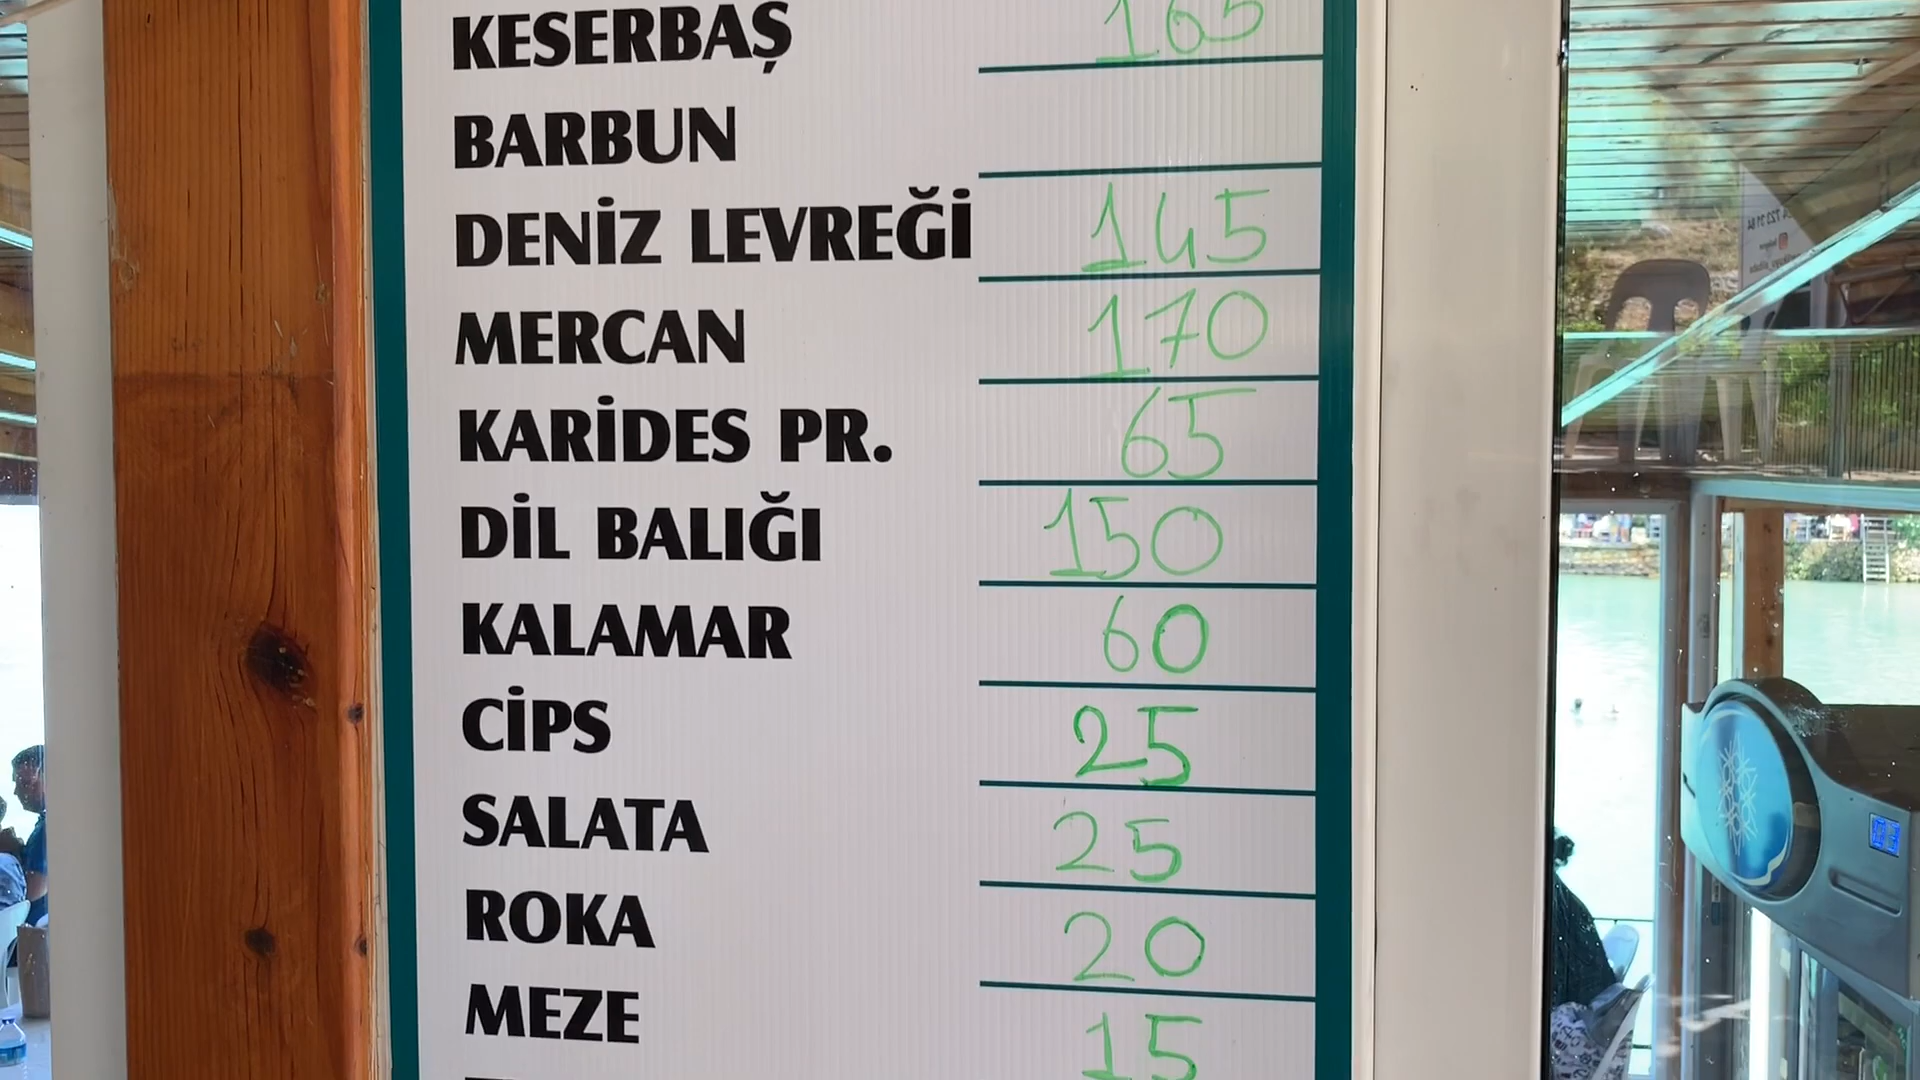 KESERBAŞ 165
BARBUN
DENİZ LEVREĞİ 145
MERCAN 170
KARİDES PR. 65
DİL BALIĞI 150
KALAMAR 60
CİPS 25
SALATA 25
ROKA 20
MEZE 15